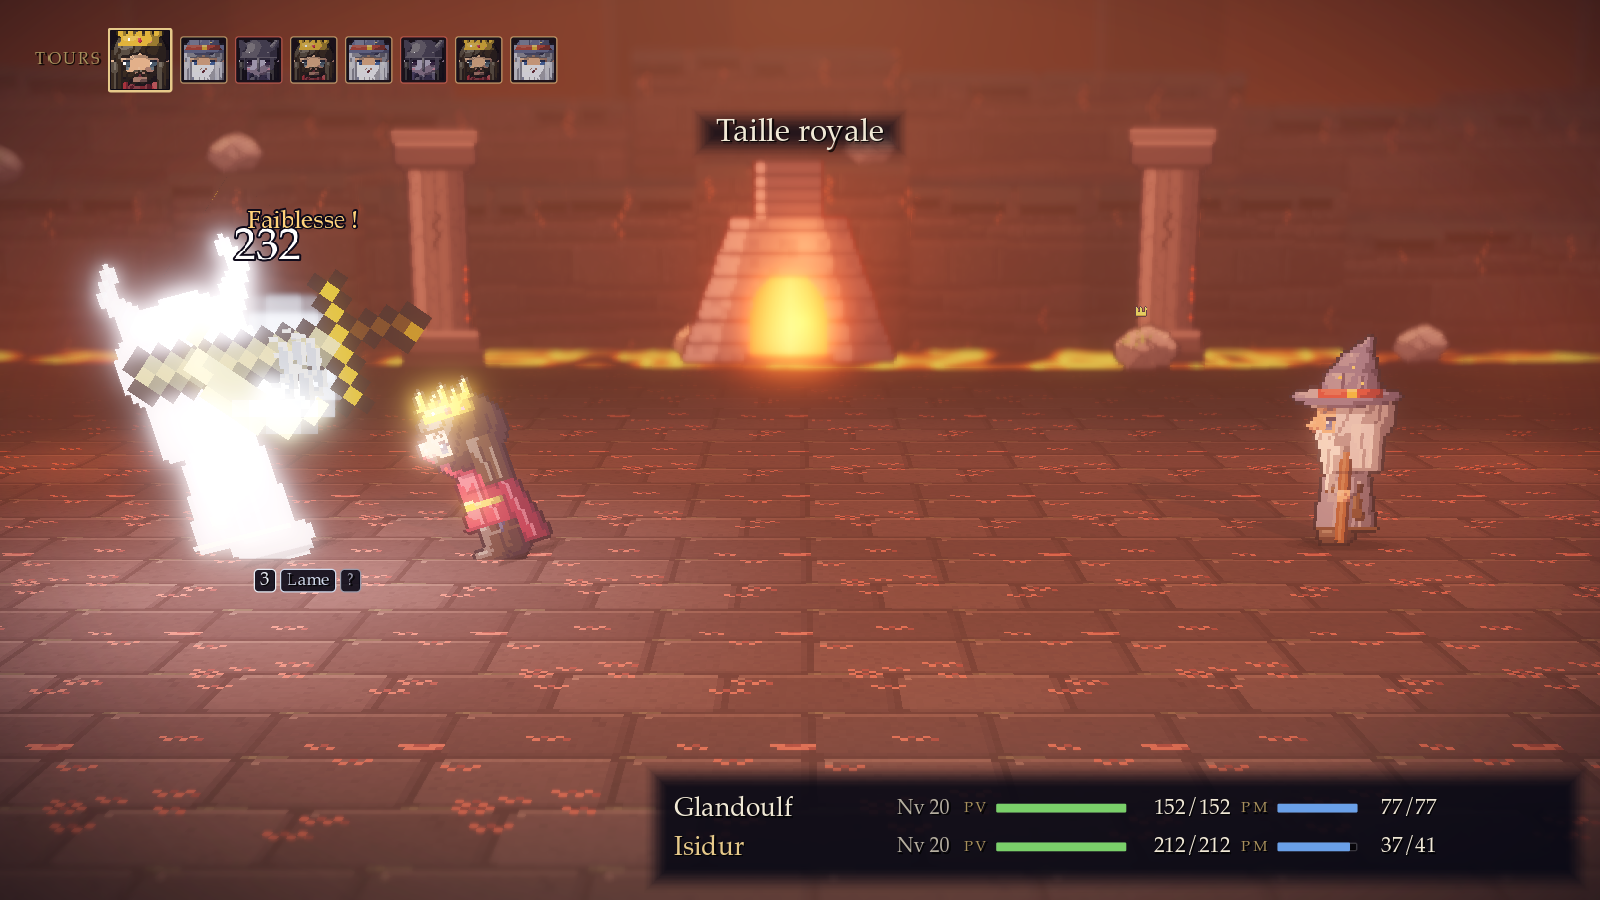 TOURS
Taille royale
Faiblesse !
232
3 Lame ?
Glandoulf Nv 20 PV 152/152 PM 77/77
Isidur Nv 20 PV 212/212 PM 37/41